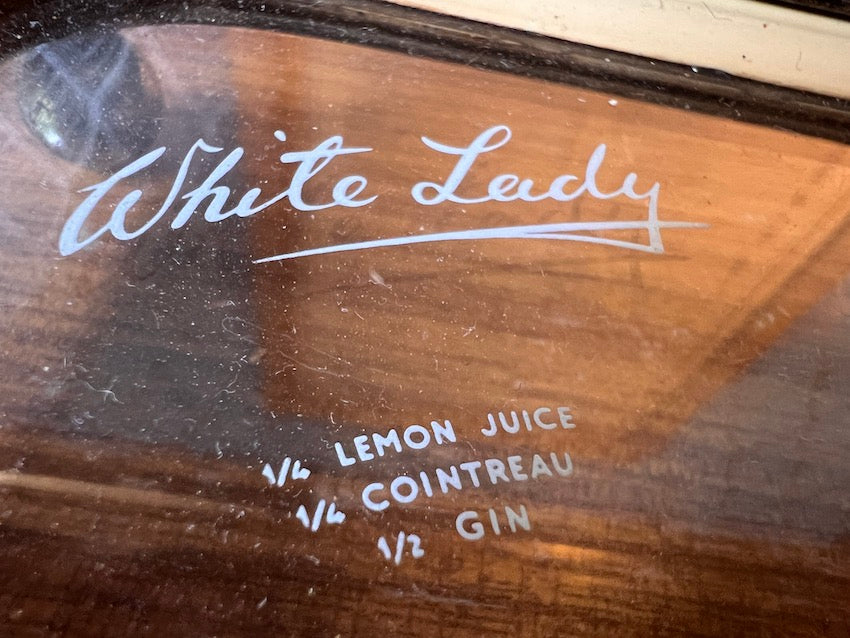 White Lady
1/4 LEMON JUICE
1/4 COINTREAU
1/2 GIN